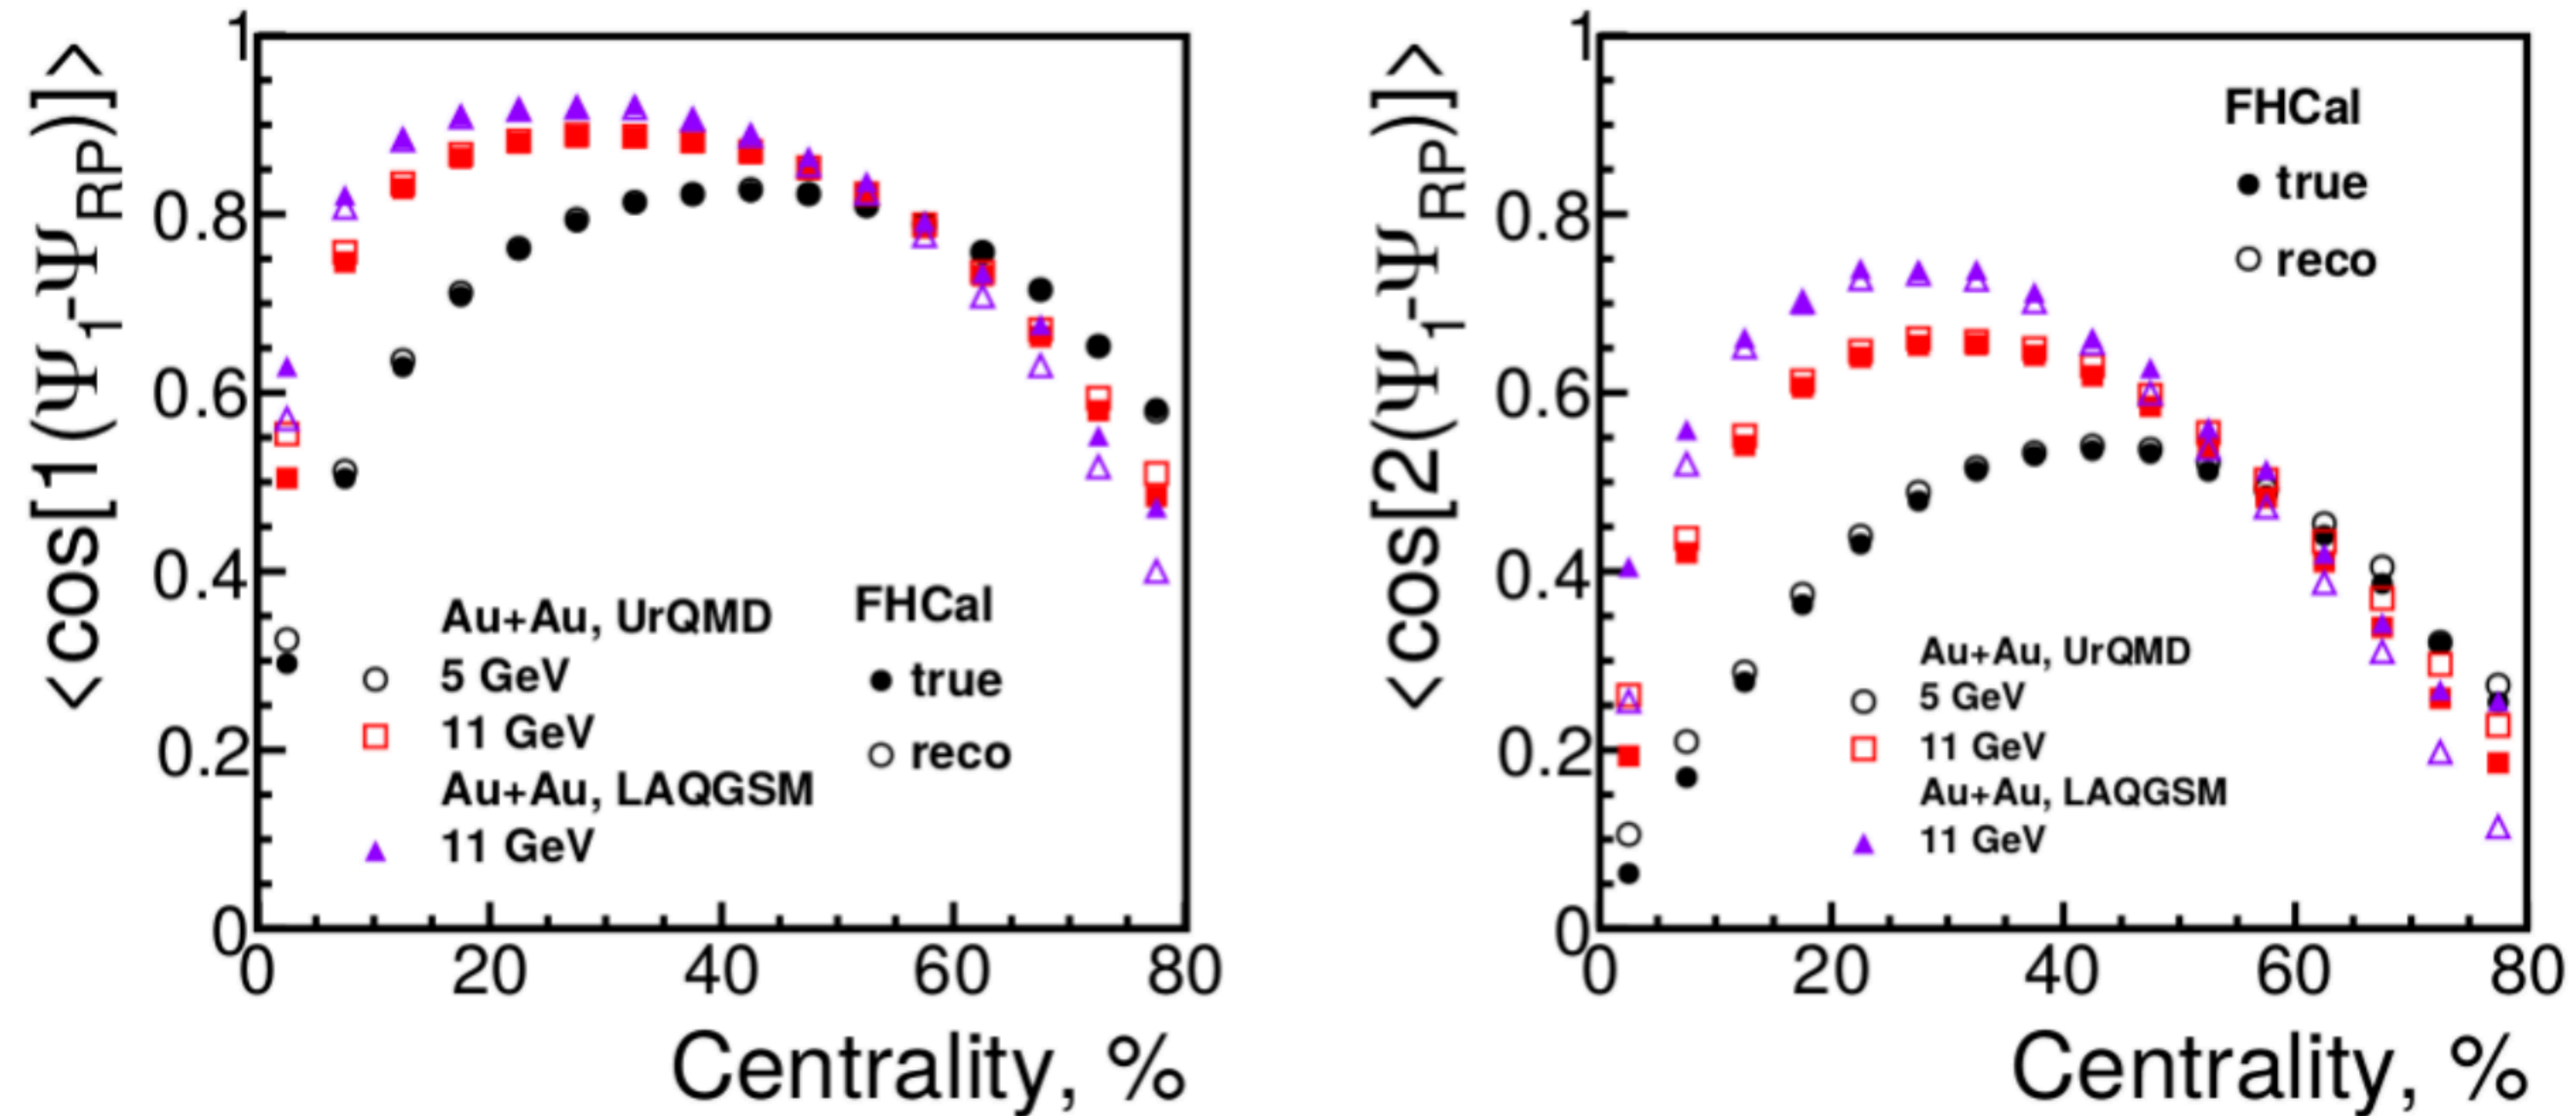 <cos[1(Ψ1-ΨRP)]>
1
0.8
0.6
0.4
0.2
0
0 20 40 60 80
Centrality, %
Au+Au, UrQMD
5 GeV
11 GeV
Au+Au, LAQGSM
11 GeV
FHCal
true
reco
<cos[2(Ψ1-ΨRP)]>
1
0.8
0.6
0.4
0.2
0
0 20 40 60 80
Centrality, %
FHCal
true
reco
Au+Au, UrQMD
5 GeV
11 GeV
Au+Au, LAQGSM
11 GeV